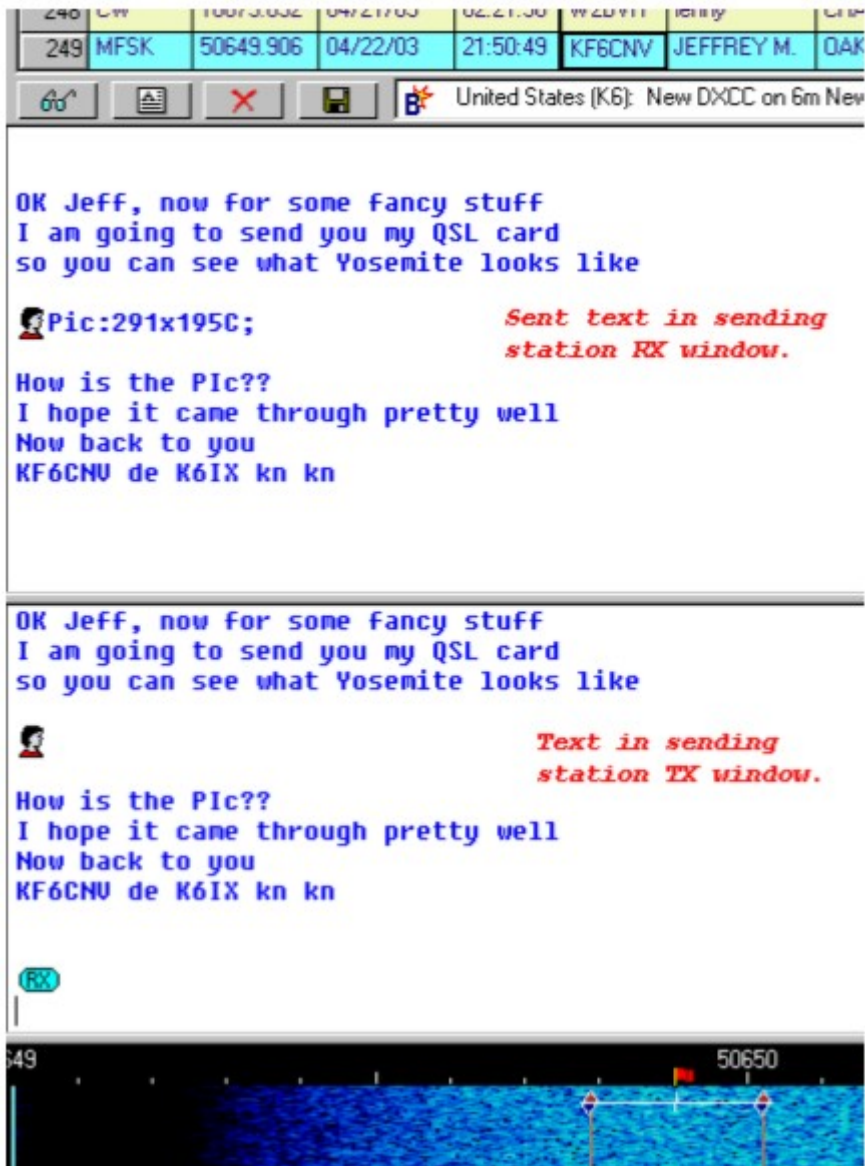 248 CW 04/21/03
249 MFSK 50649.906 04/22/03 21:50:49 KF6CNV JEFFREY M. OAK
United States (K6): New DXCC on 6m New
OK Jeff, now for some fancy stuff
I am going to send you my QSL card
so you can see what Yosemite looks like
Pic:291x195C;
Sent text in sending
station RX window.
How is the PIc??
I hope it came through pretty well
Now back to you
KF6CNV de K6IX kn kn
OK Jeff, now for some fancy stuff
I am going to send you my QSL card
so you can see what Yosemite looks like
Text in sending
station TX window.
How is the PIc??
I hope it came through pretty well
Now back to you
KF6CNV de K6IX kn kn
RX
649 50650